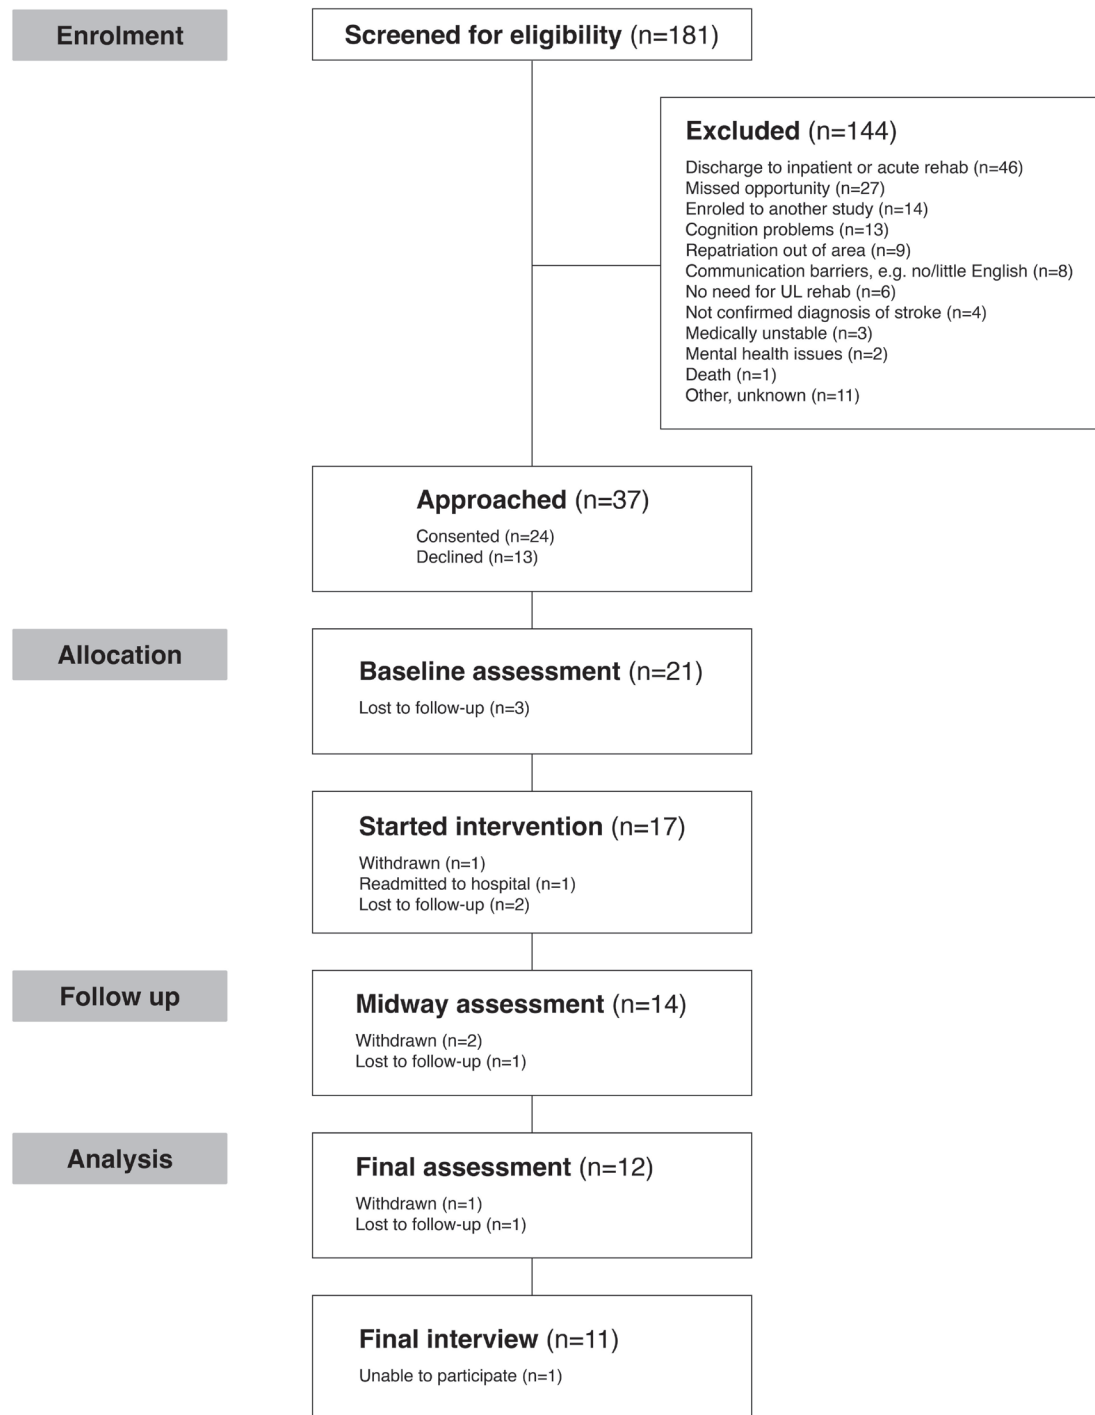 Enrolment
Screened for eligibility (n=181)
Excluded (n=144)
Discharge to inpatient or acute rehab (n=46)
Missed opportunity (n=27)
Enroled to another study (n=14)
Cognition problems (n=13)
Repatriation out of area (n=9)
Communication barriers, e.g. no/little English (n=8)
No need for UL rehab (n=6)
Not confirmed diagnosis of stroke (n=4)
Medically unstable (n=3)
Mental health issues (n=2)
Death (n=1)
Other, unknown (n=11)
Approached (n=37)
Consented (n=24)
Declined (n=13)
Allocation
Baseline assessment (n=21)
Lost to follow-up (n=3)
Started intervention (n=17)
Withdrawn (n=1)
Readmitted to hospital (n=1)
Lost to follow-up (n=2)
Follow up
Midway assessment (n=14)
Withdrawn (n=2)
Lost to follow-up (n=1)
Analysis
Final assessment (n=12)
Withdrawn (n=1)
Lost to follow-up (n=1)
Final interview (n=11)
Unable to participate (n=1)